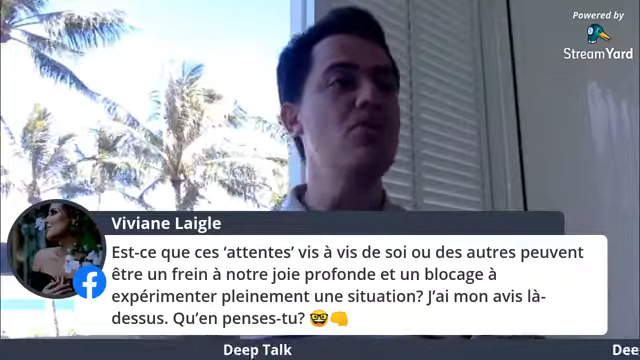 Powered by
StreamYard
Viviane Laigle
Est-ce que ces ‘attentes’ vis à vis de soi ou des autres peuvent
être un frein à notre joie profonde et un blocage à
expérimenter pleinement une situation? J’ai mon avis là-
dessus. Qu’en penses-tu? 🤓👊
Deep Talk
Dee